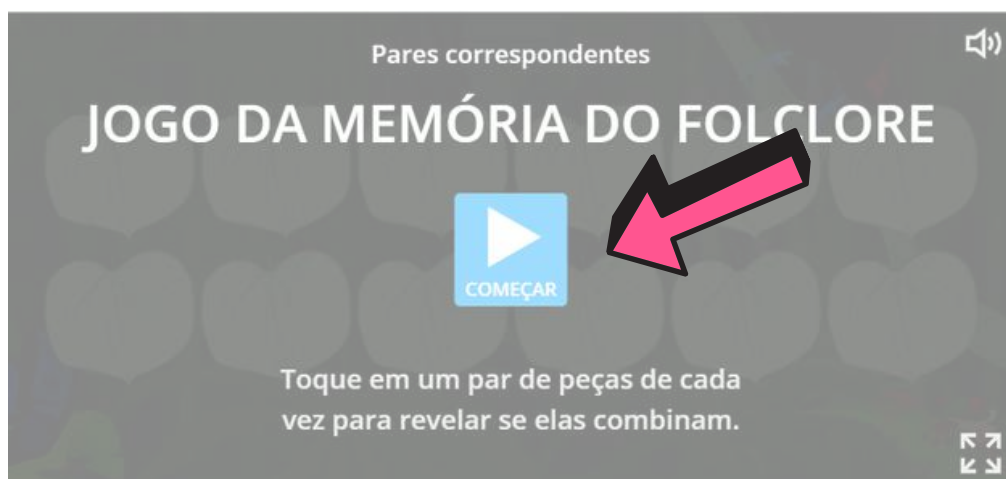 Pares correspondentes
JOGO DA MEMÓRIA DO FOLCLORE
COMEÇAR
Toque em um par de peças de cada
vez para revelar se elas combinam.